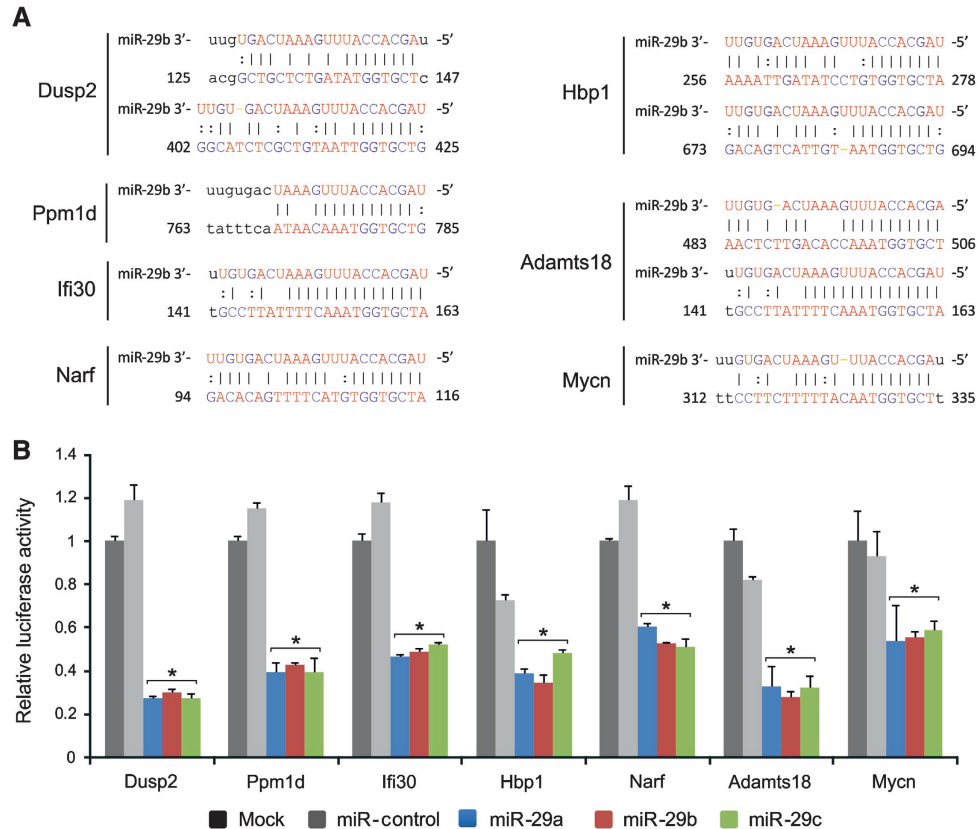 A
Dusp2
miR-29b 3’- uugUGACUAAAGUUUACCACGAu -5’
125 acgGCTGCTCTGATATGGTGCTc 147
miR-29b 3’- UUGU-GACUAAAGUUUACCACGAU -5’
402 GGCATCTCGCTGTAATTGGTGCTG 425
Ppm1d
miR-29b 3’- uugugacUAAAGUUUACCACGAU -5’
763 tatttcaATAACAAATGGTGCTG 785
Ifi30
miR-29b 3’- uUGUGACUAAAGUUUACCACGAU -5’
141 tGCCTTATTTTCAAATGGTGCTA 163
Narf
miR-29b 3’- UUGUGACUAAAGUUUACCACGAU -5’
94 GACACAGTTTTCATGTGGTGCTA 116
Hbp1
miR-29b 3’- UUGUGACUAAAGUUUACCACGAU -5’
256 AAAATTGATATCCTGTGGTGCTA 278
miR-29b 3’- UUGUGACUAAAGUUUACCACGAU -5’
673 GACAGTCATTGT-AATGGTGCTG 694
Adamts18
miR-29b 3’- UUGUG-ACUAAAGUUUACCACGA -5’
483 AACTCTTGACACCAAATGGTGCT 506
miR-29b 3’- uUGUGACUAAAGUUUACCACGAU -5’
141 tGCCTTATTTTCAAATGGTGCTA 163
Mycn
miR-29b 3’- uuGUGACUAAAGU-UUACCACGAu -5’
312 ttCCTTCTTTTTACAATGGTGCTt 335
B
Relative luciferase activity
1.4
1.2
1
0.8
0.6
0.4
0.2
0
* * * * * * *
Dusp2 Ppm1d Ifi30 Hbp1 Narf Adamts18 Mycn
Mock miR-control miR-29a miR-29b miR-29c